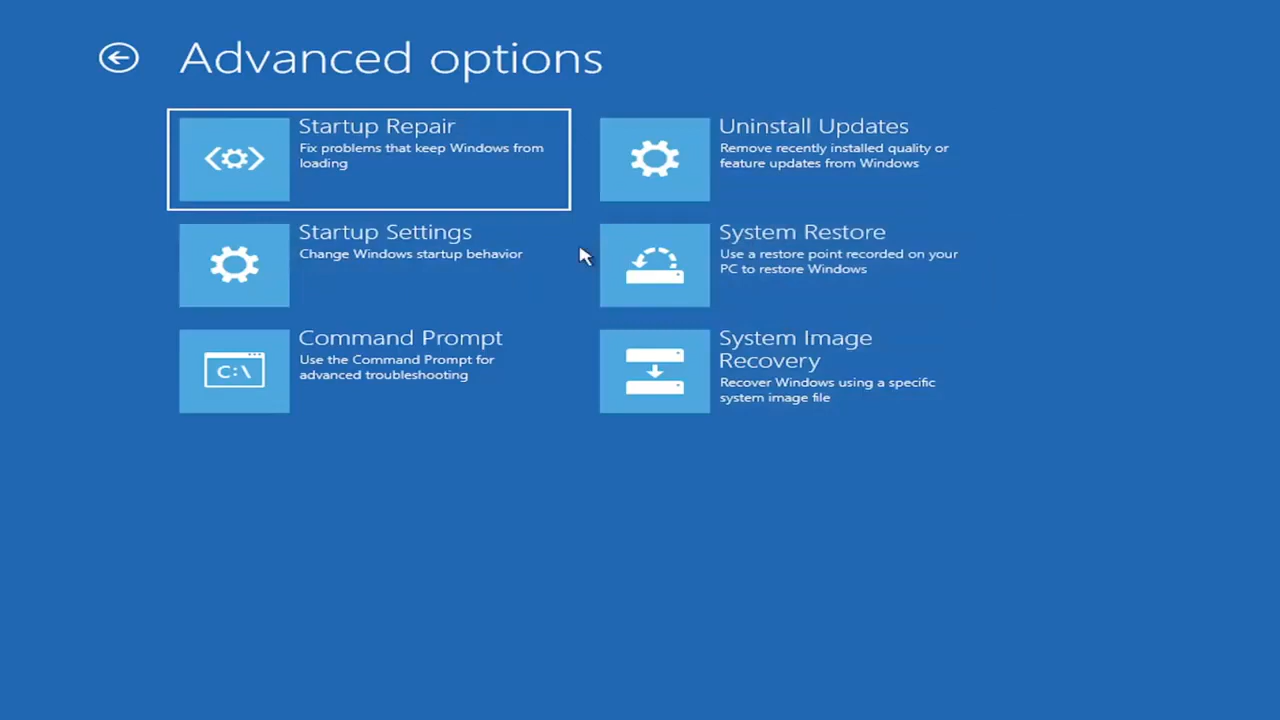 Advanced options
Startup Repair
Fix problems that keep Windows from
loading
Uninstall Updates
Remove recently installed quality or
feature updates from Windows
Startup Settings
Change Windows startup behavior
System Restore
Use a restore point recorded on your
PC to restore Windows
C:\
Command Prompt
Use the Command Prompt for
advanced troubleshooting
System Image
Recovery
Recover Windows using a specific
system image file